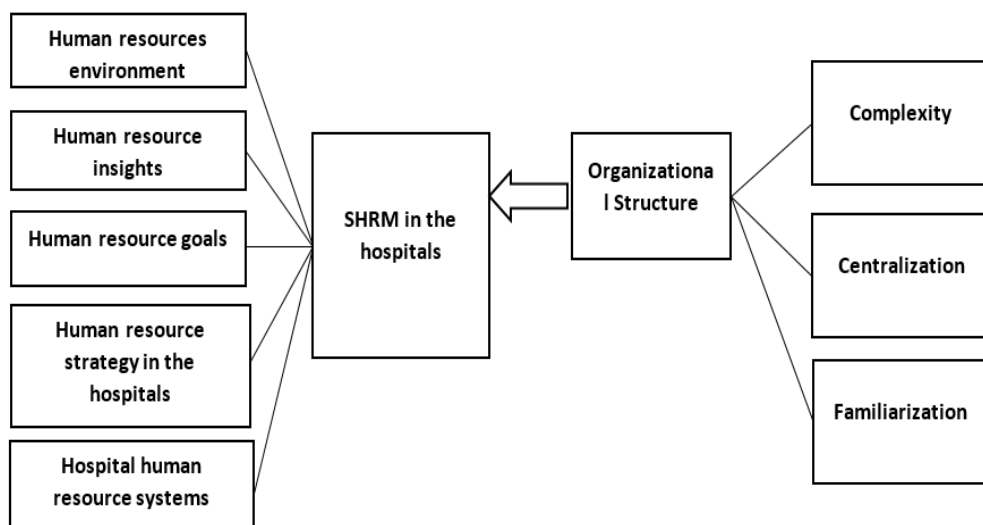 Human resources
environment
Human resource
insights
Human resource goals
Human resource
strategy in the
hospitals
Hospital human
resource systems
SHRM in the
hospitals
Organizationa
l Structure
Complexity
Centralization
Familiarization